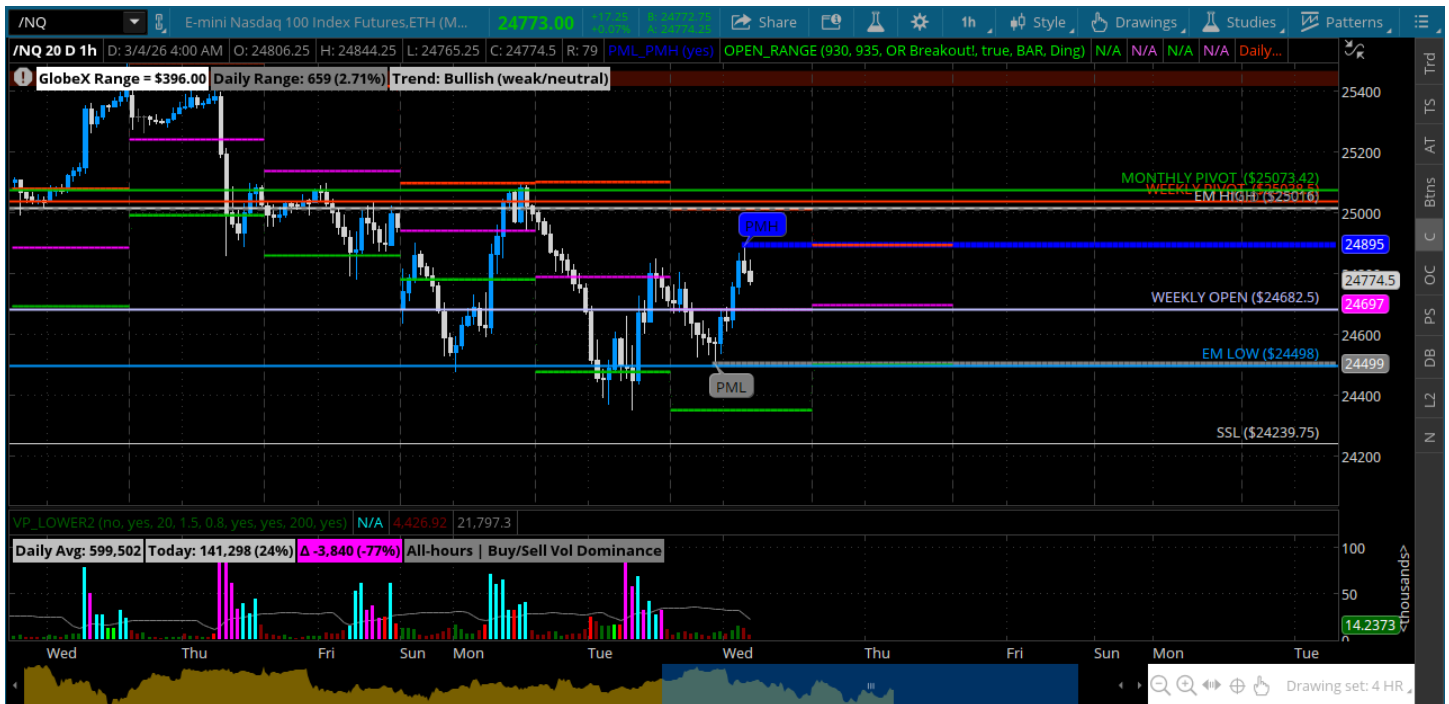 /NQ E-mini Nasdaq 100 Index Futures,ETH (M... 24773.00 +17.25 +0.07% B: 24772.75 A: 24774.25 Share 1h Style Drawings Studies Patterns
/NQ 20 D 1h D: 3/4/26 4:00 AM O: 24806.25 H: 24844.25 L: 24765.25 C: 24774.5 R: 79 PML_PMH (yes) OPEN_RANGE (930, 935, OR Breakout!, true, BAR, Ding) N/A N/A N/A N/A Daily...
GlobeX Range = $396.00 Daily Range: 659 (2.71%) Trend: Bullish (weak/neutral)
25400
25200
MONTHLY PIVOT ($25073.42)
EM HIGH ($25016)
25000
PMH
24895
24774.5
WEEKLY OPEN ($24682.5)
24697
24600
EM LOW ($24498)
24499
PML
24400
SSL ($24239.75)
24200
VP_LOWER2 (no, yes, 20, 1.5, 0.8, yes, yes, 200, yes) N/A 4,426.92 21,797.3
Daily Avg: 599,502 Today: 141,298 (24%) Δ -3,840 (-77%) All-hours | Buy/Sell Vol Dominance
100
50
14.2373
<thousands>
Wed Thu Fri Sun Mon Tue Wed Thu Fri Sun Mon Tue
Drawing set: 4 HR
Trd
TS
AT
Btns
C
OC
PS
DB
L2
N